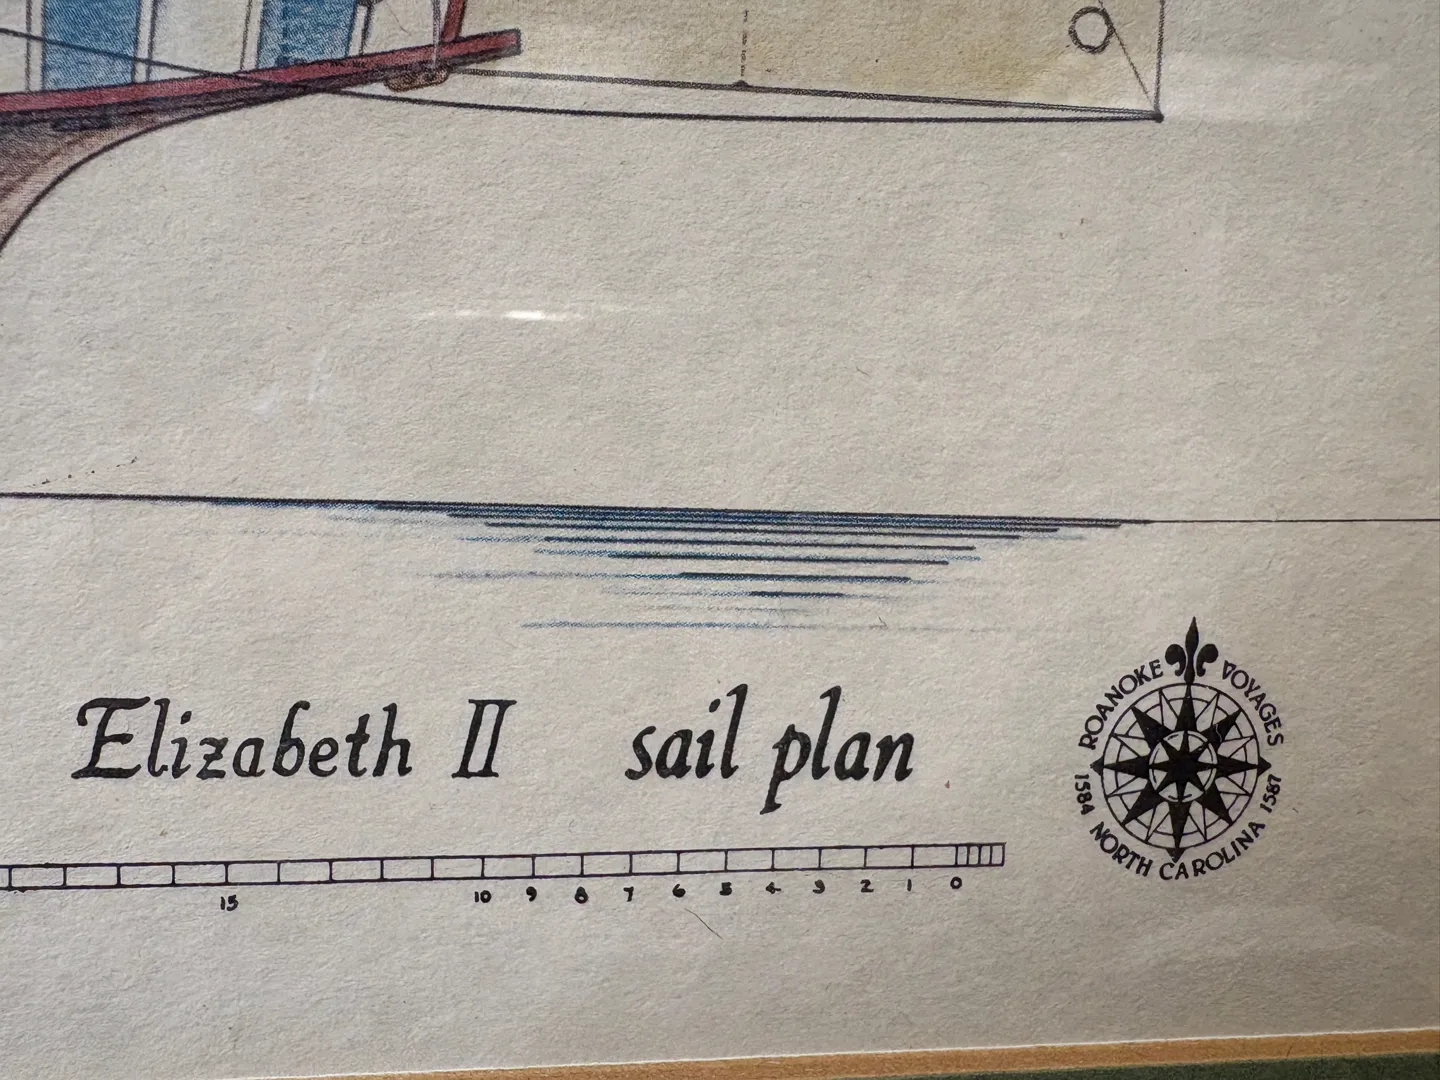 Elizabeth II sail plan
ROANOKE VOYAGES
1584 1587
NORTH CAROLINA
15 10 9 8 7 6 5 4 3 2 1 0